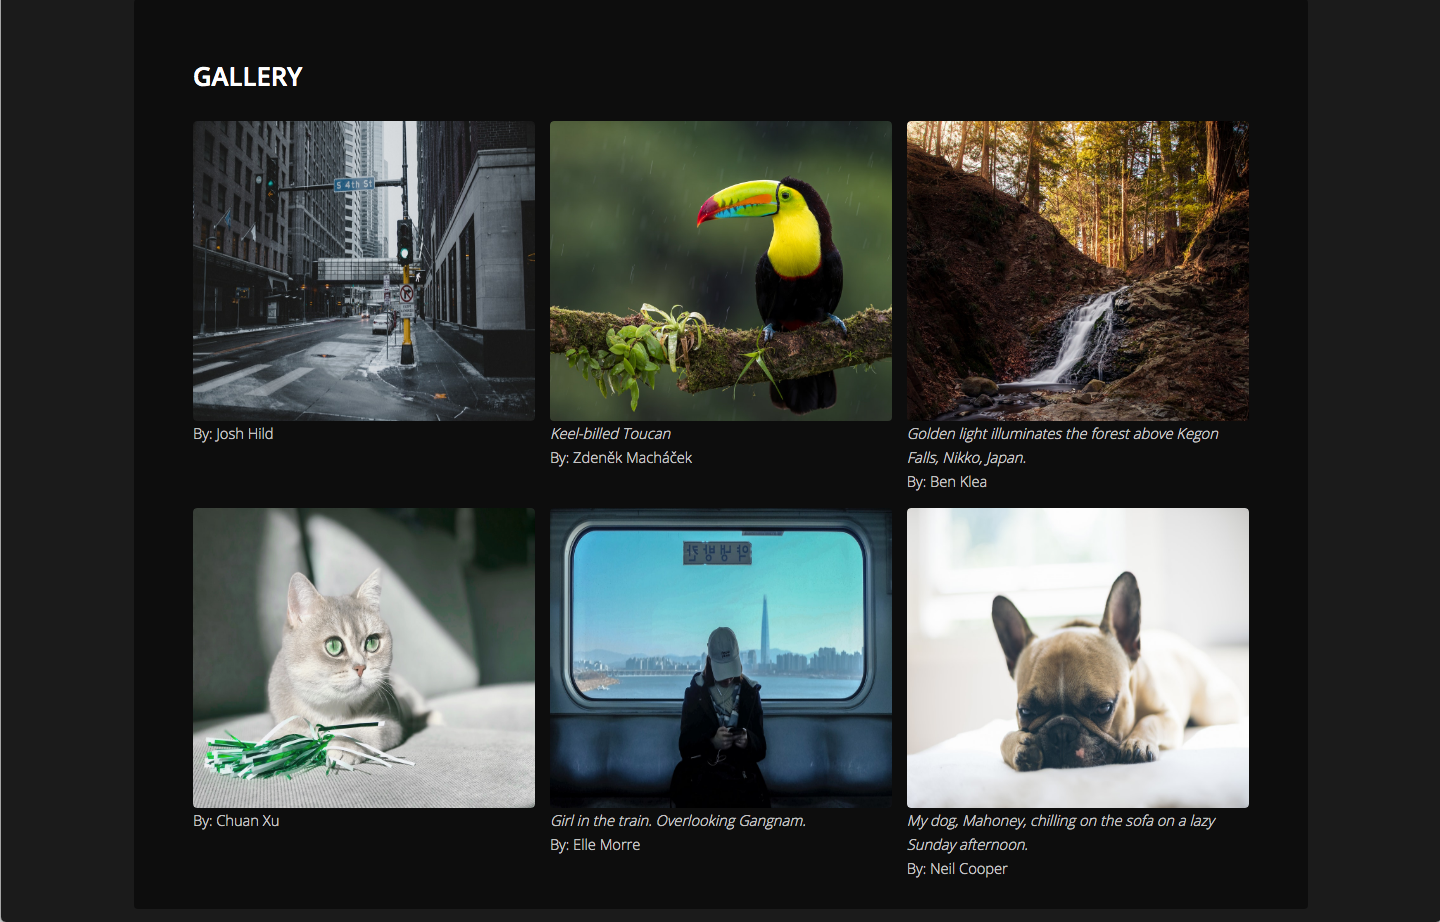 GALLERY
S 4th St
By: Josh Hild
Keel-billed Toucan
By: Zdeněk Macháček
Golden light illuminates the forest above Kegon
Falls, Nikko, Japan.
By: Ben Klea
By: Chuan Xu
Girl in the train. Overlooking Gangnam.
By: Elle Morre
My dog, Mahoney, chilling on the sofa on a lazy
Sunday afternoon.
By: Neil Cooper